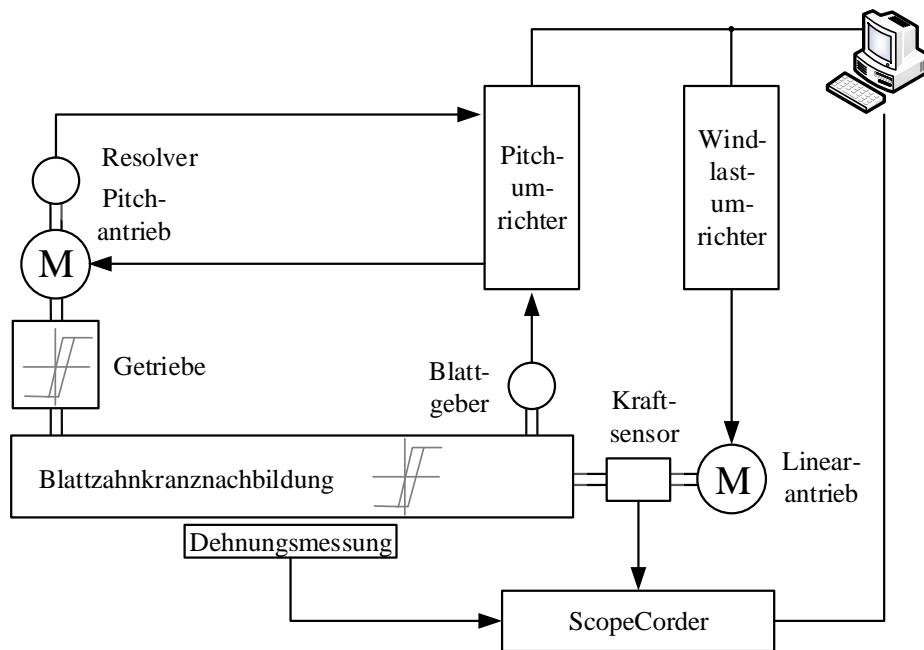 Resolver
Pitch-
antrieb
M
Getriebe
Pitch-
um-
richter
Wind-
last-
um-
richter
Blatt-
geber
Kraft-
sensor
Blattzahnkranznachbildung
M
Linear-
antrieb
Dehnungsmessung
ScopeCorder